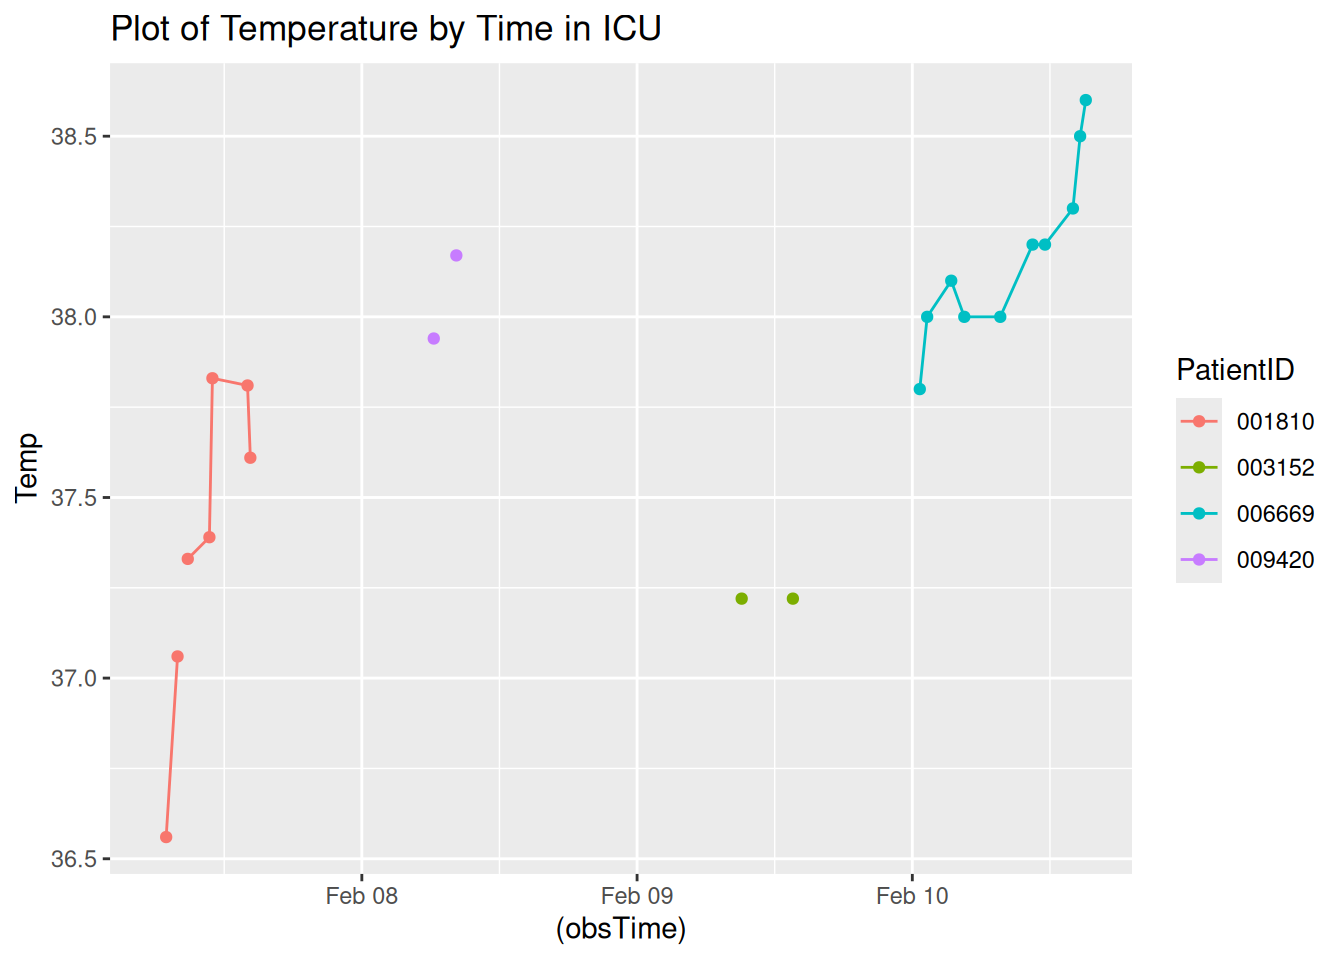 Plot of Temperature by Time in ICU
38.5
38.0
37.5
37.0
36.5
Temp
Feb 08 Feb 09 Feb 10
(obsTime)
PatientID
001810
003152
006669
009420